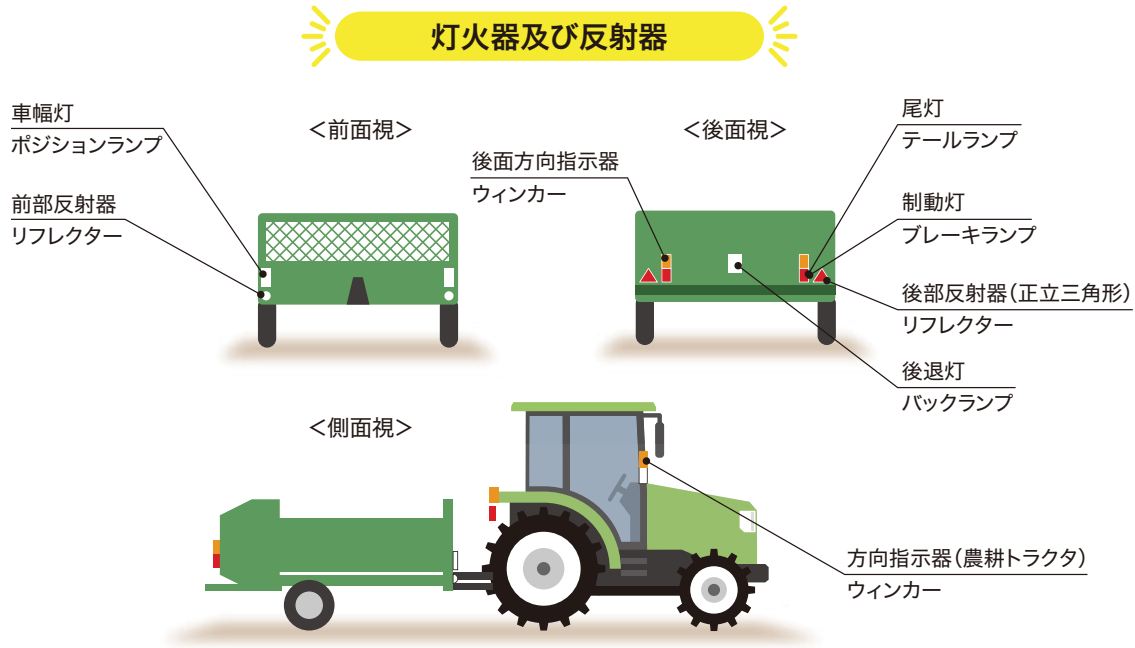 灯火器及び反射器
＜前面視＞
車幅灯
ポジションランプ
前部反射器
リフレクター
＜後面視＞
後面方向指示器
ウィンカー
尾灯
テールランプ
制動灯
ブレーキランプ
後部反射器（正立三角形）
リフレクター
後退灯
バックランプ
＜側面視＞
方向指示器（農耕トラクタ）
ウィンカー